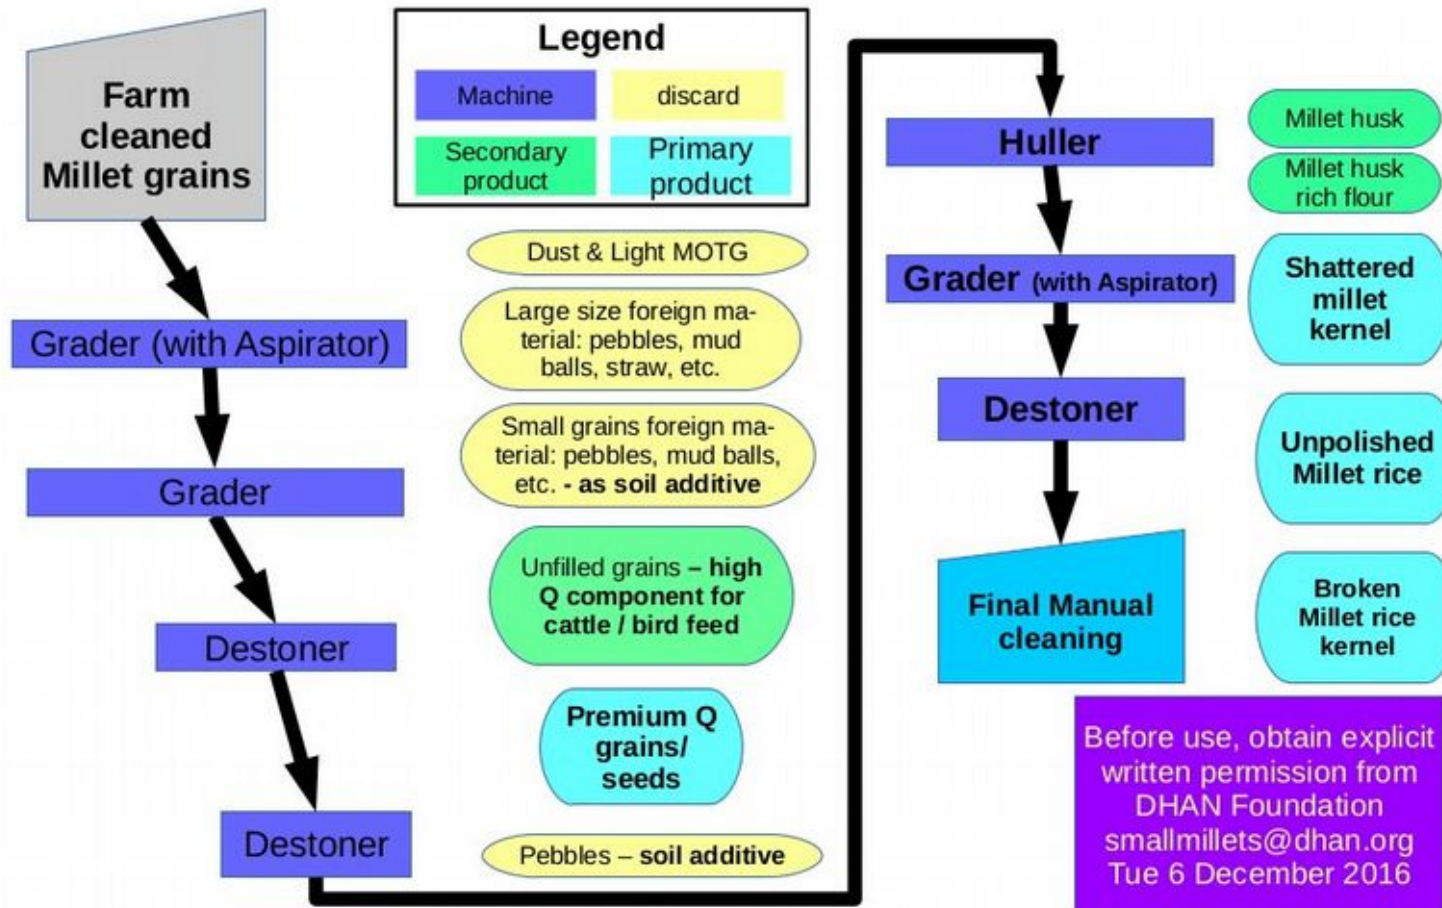 Farm
cleaned
Millet grains
Grader (with Aspirator)
Grader
Destoner
Destoner
Legend
Machine
discard
Secondary
product
Primary
product
Dust & Light MOTG
Large size foreign ma-
terial: pebbles, mud
balls, straw, etc.
Small grains foreign ma-
terial: pebbles, mud balls,
etc. - as soil additive
Unfilled grains – high
Q component for
cattle / bird feed
Premium Q
grains/
seeds
Pebbles – soil additive
Huller
Grader (with Aspirator)
Destoner
Final Manual
cleaning
Millet husk
Millet husk
rich flour
Shattered
millet
kernel
Unpolished
Millet rice
Broken
Millet rice
kernel
Before use, obtain explicit
written permission from
DHAN Foundation
smallmillets@dhan.org
Tue 6 December 2016